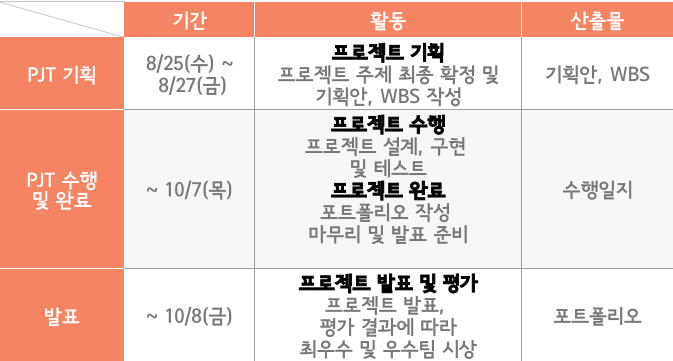 기간
활동
산출물
PJT 기획
8/25(수) ~
8/27(금)
프로젝트 기획
프로젝트 주제 최종 확정 및
기획안, WBS 작성
기획안, WBS
PJT 수행
및 완료
~ 10/7(목)
프로젝트 수행
프로젝트 설계, 구현
및 테스트
프로젝트 완료
포트폴리오 작성
마무리 및 발표 준비
수행일지
발표
~ 10/8(금)
프로젝트 발표 및 평가
프로젝트 발표,
평가 결과에 따라
최우수 및 우수팀 시상
포트폴리오